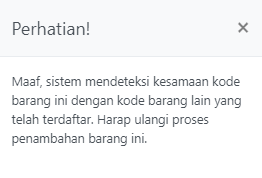 Perhatian!
Maaf, sistem mendeteksi kesamaan kode
barang ini dengan kode barang lain yang
telah terdaftar. Harap ulangi proses
penambahan barang ini.